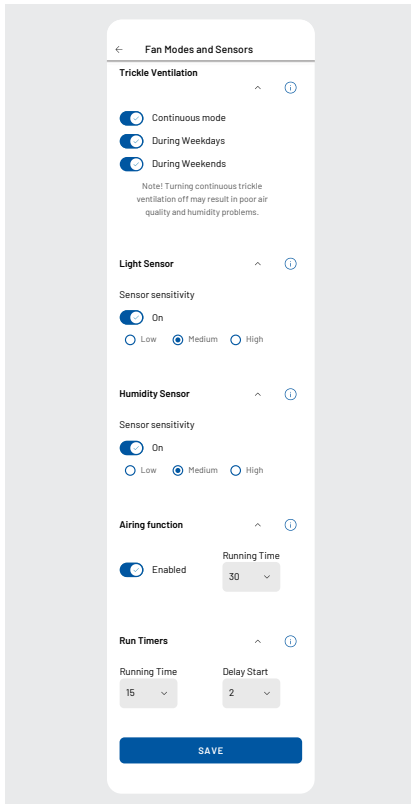 Fan Modes and Sensors
Trickle Ventilation
Continuous mode
During Weekdays
During Weekends
Note! Turning continuous trickle
ventilation off may result in poor air
quality and humidity problems.
Light Sensor
Sensor sensitivity
On
Low Medium High
Humidity Sensor
Sensor sensitivity
On
Low Medium High
Airing function
Running Time
Enabled 30
Run Timers
Running Time Delay Start
15 2
SAVE